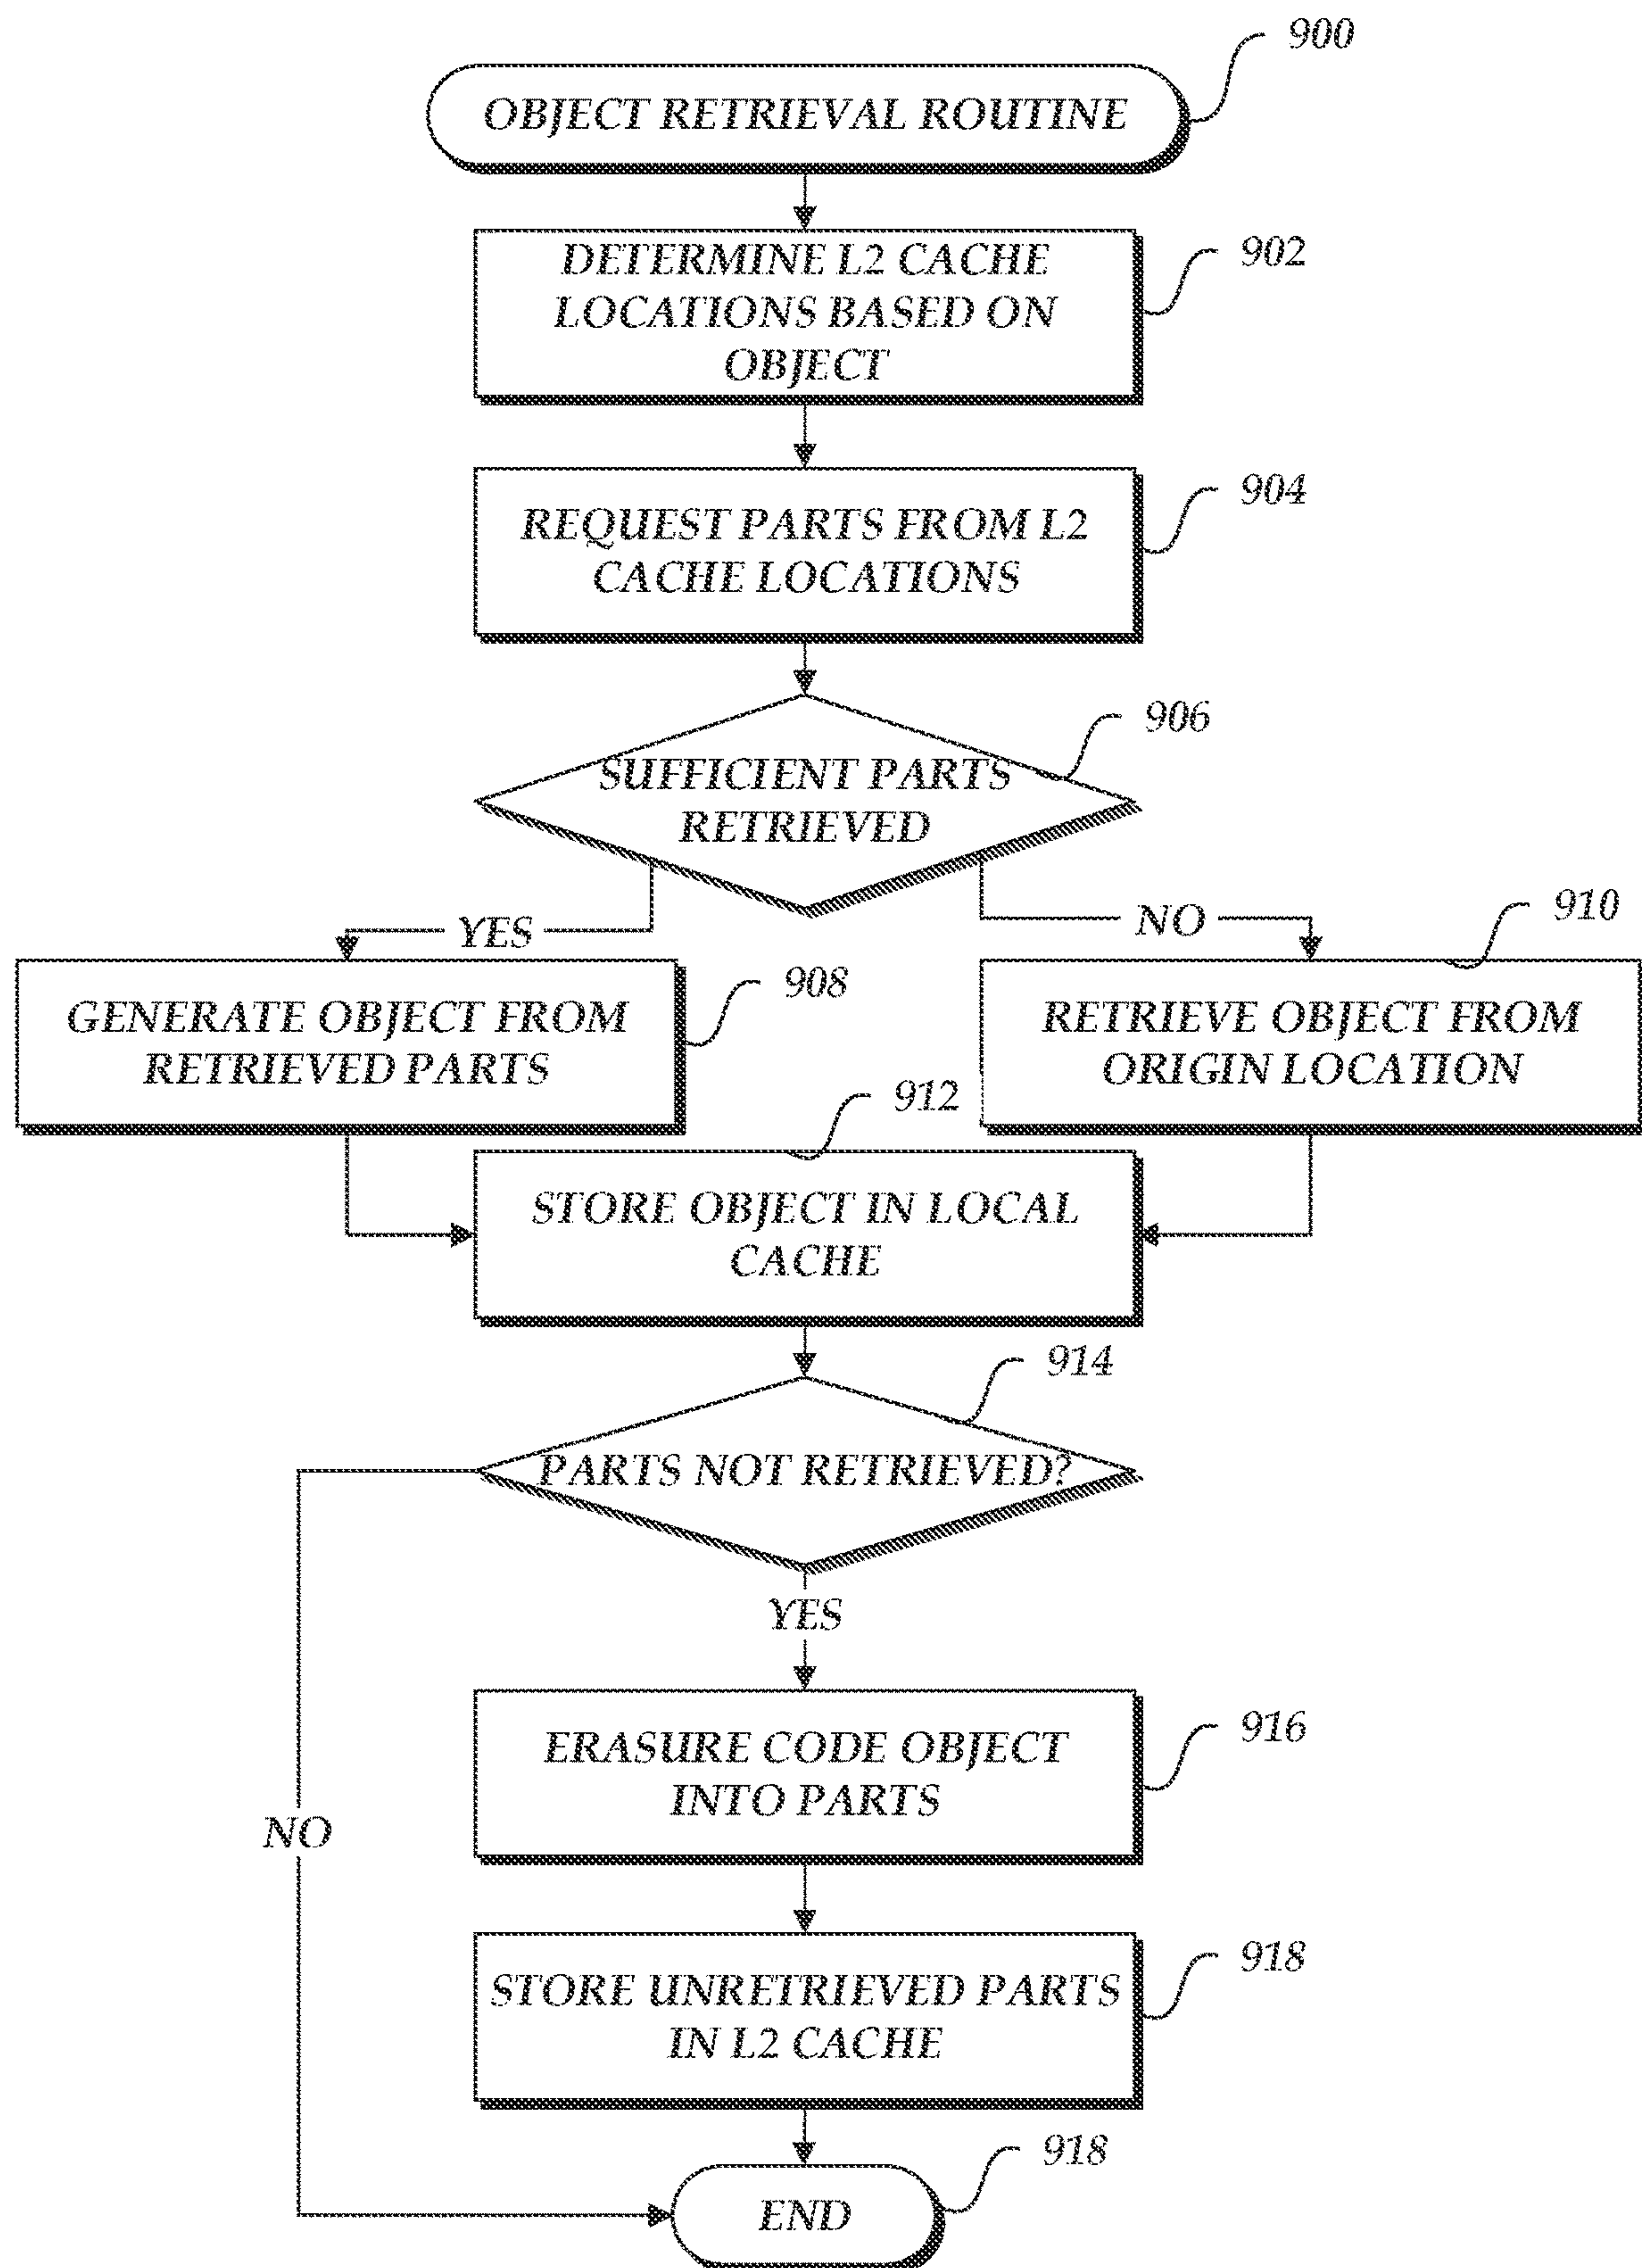 900
OBJECT RETRIEVAL ROUTINE
902
DETERMINE L2 CACHE
LOCATIONS BASED ON
OBJECT
904
REQUEST PARTS FROM L2
CACHE LOCATIONS
906
SUFFICIENT PARTS
RETRIEVED
YES
NO
910
908
GENERATE OBJECT FROM
RETRIEVED PARTS
RETRIEVE OBJECT FROM
ORIGIN LOCATION
912
STORE OBJECT IN LOCAL
CACHE
914
PARTS NOT RETRIEVED?
YES
916
ERASURE CODE OBJECT
INTO PARTS
NO
918
STORE UNRETRIEVED PARTS
IN L2 CACHE
918
END